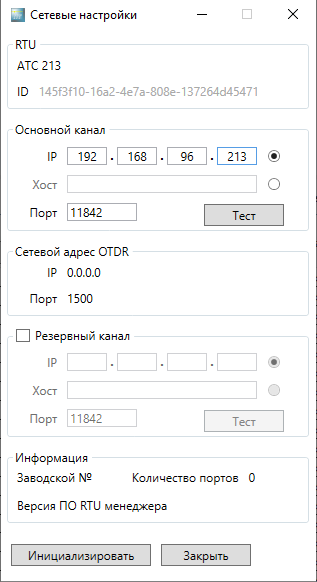 Сетевые настройки
RTU
АТС 213
ID 145f3f10-16a2-4e7a-808e-137264d45471
Основной канал
IP 192 . 168 . 96 . 213
Хост
Порт 11842 Тест
Сетевой адрес OTDR
IP 0.0.0.0
Порт 1500
Резервный канал
IP . . .
Хост
Порт 11842 Тест
Информация
Заводской № Количество портов 0
Версия ПО RTU менеджера
Инициализировать Закрыть